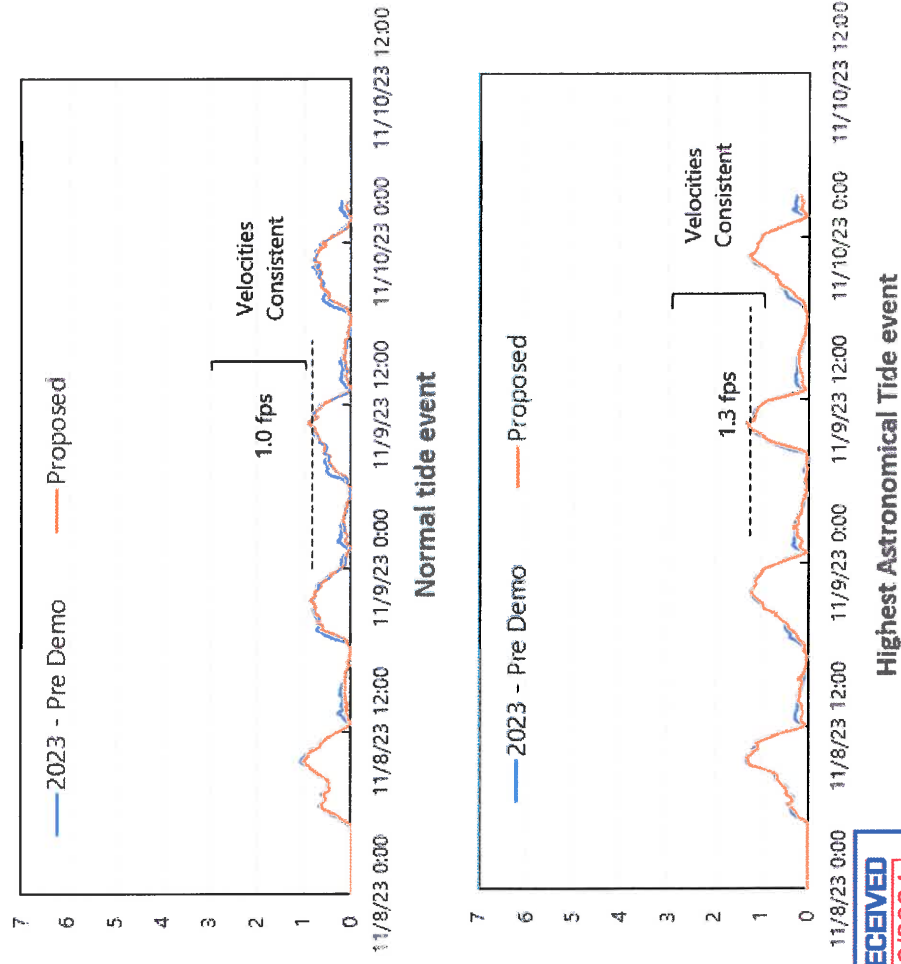 2023 - Pre Demo
Proposed
7
6
5
4
3
2
1
0
1.0 fps
Velocities
Consistent
11/8/23 0:00
11/8/23 12:00
11/9/23 0:00
11/9/23 12:00
11/10/23 0:00
11/10/23 12:00
Normal tide event
2023 - Pre Demo
Proposed
7
6
5
4
3
2
1
0
1.3 fps
Velocities
Consistent
11/8/23 0:00
11/8/23 12:00
11/9/23 0:00
11/9/23 12:00
11/10/23 0:00
11/10/23 12:00
Highest Astronomical Tide event
CEIVED